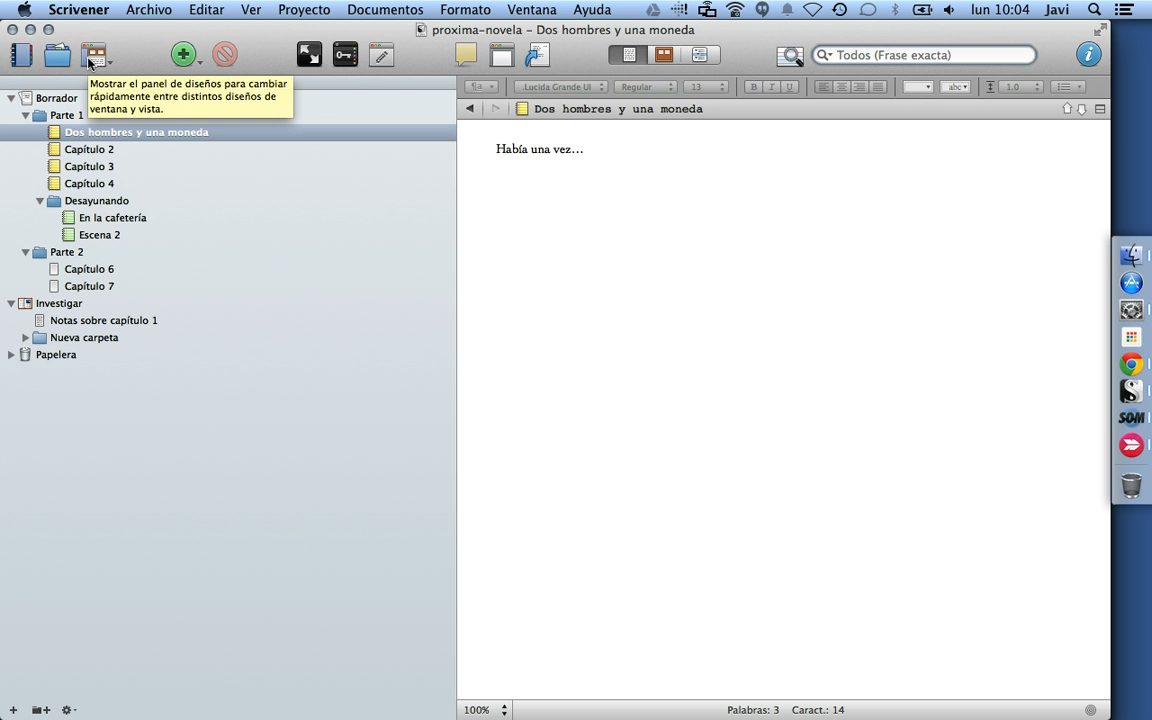 Scrivener Archivo Editar Ver Proyecto Documentos Formato Ventana Ayuda lun 10:04 Javi
proxima-novela – Dos hombres y una moneda
Todos (Frase exacta)
Mostrar el panel de diseños para cambiar
rápidamente entre distintos diseños de
ventana y vista.
¶a .Lucida Grande UI Regular 13 B I U abc 1.0
Borrador
Parte 1
Dos hombres y una moneda
Dos hombres y una moneda
Capítulo 2
Capítulo 3
Capítulo 4
Desayunando
En la cafetería
Escena 2
Parte 2
Capítulo 6
Capítulo 7
Investigar
Notas sobre capítulo 1
Nueva carpeta
Papelera
Había una vez...
SOM
100% Palabras: 3 Caract.: 14